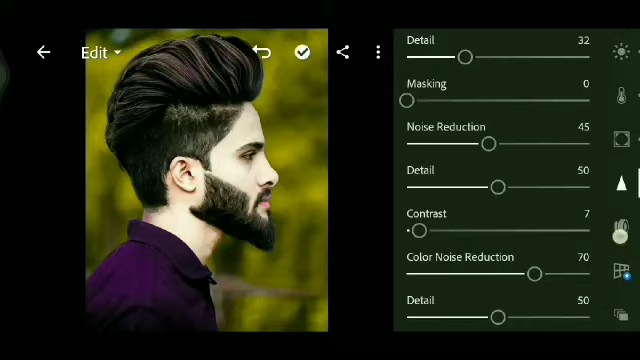 Edit
Detail 32
Masking 0
Noise Reduction 45
Detail 50
Contrast 7
Color Noise Reduction 70
Detail 50